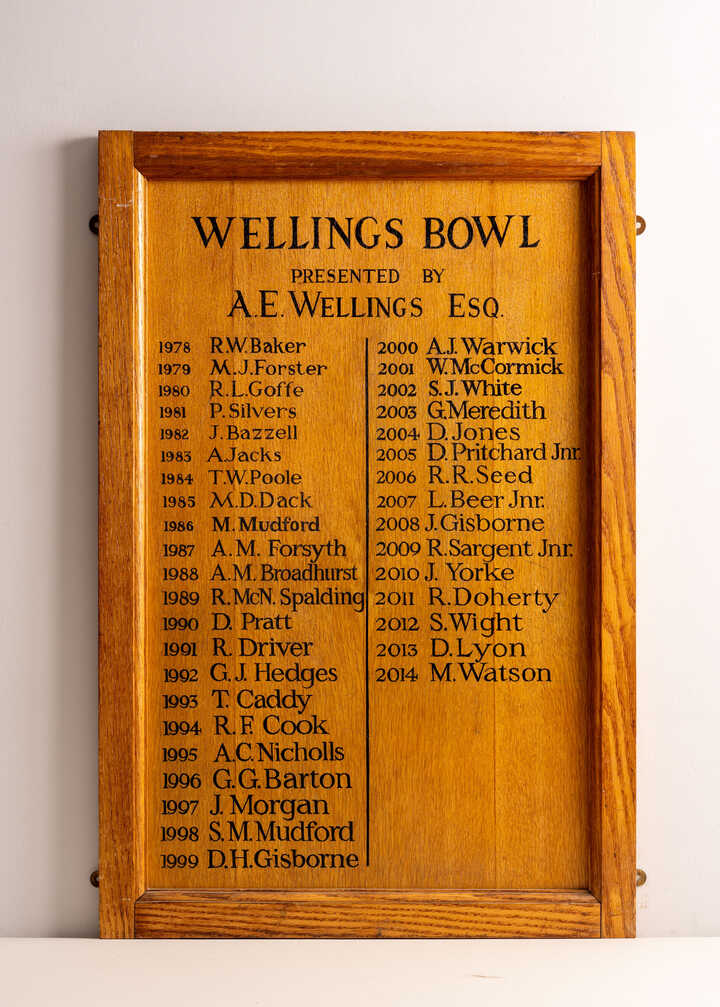 WELLINGS BOWL
PRESENTED BY
A.E. WELLINGS ESQ.
1978 R.W. Baker
1979 M.J. Forster
1980 R.L. Goffe
1981 P. Silvers
1982 J. Bazzell
1983 A. Jacks
1984 T.W. Poole
1985 M.D. Dack
1986 M. Mudford
1987 A.M. Forsyth
1988 A.M. Broadhurst
1989 R. McN. Spalding
1990 D. Pratt
1991 R. Driver
1992 G.J. Hedges
1993 T. Caddy
1994 R.F. Cook
1995 A.C. Nicholls
1996 G.G. Barton
1997 J. Morgan
1998 S.M. Mudford
1999 D.H. Gisborne
2000 A.J. Warwick
2001 W. McCormick
2002 S.J. White
2003 G. Meredith
2004 D. Jones
2005 D. Pritchard Jnr.
2006 R.R. Seed
2007 L. Beer Jnr.
2008 J. Gisborne
2009 R. Sargent Jnr.
2010 J. Yorke
2011 R. Doherty
2012 S. Wight
2013 D. Lyon
2014 M. Watson